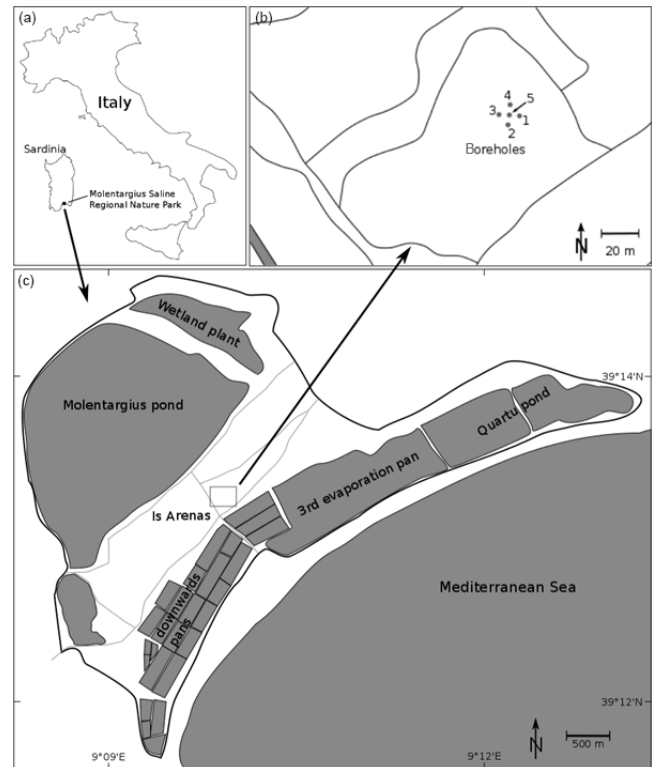 (a)
Italy
Sardinia
Molentargius Saline
Regional Nature Park
(b)
4
5
3
1
2
Boreholes
N
20 m
(c)
Wetland plant
39°14'N
Molentargius pond
Quartu pond
3rd evaporation pan
Is Arenas
downwards
pans
Mediterranean Sea
39°12'N
N
500 m
9°09'E
9°12'E